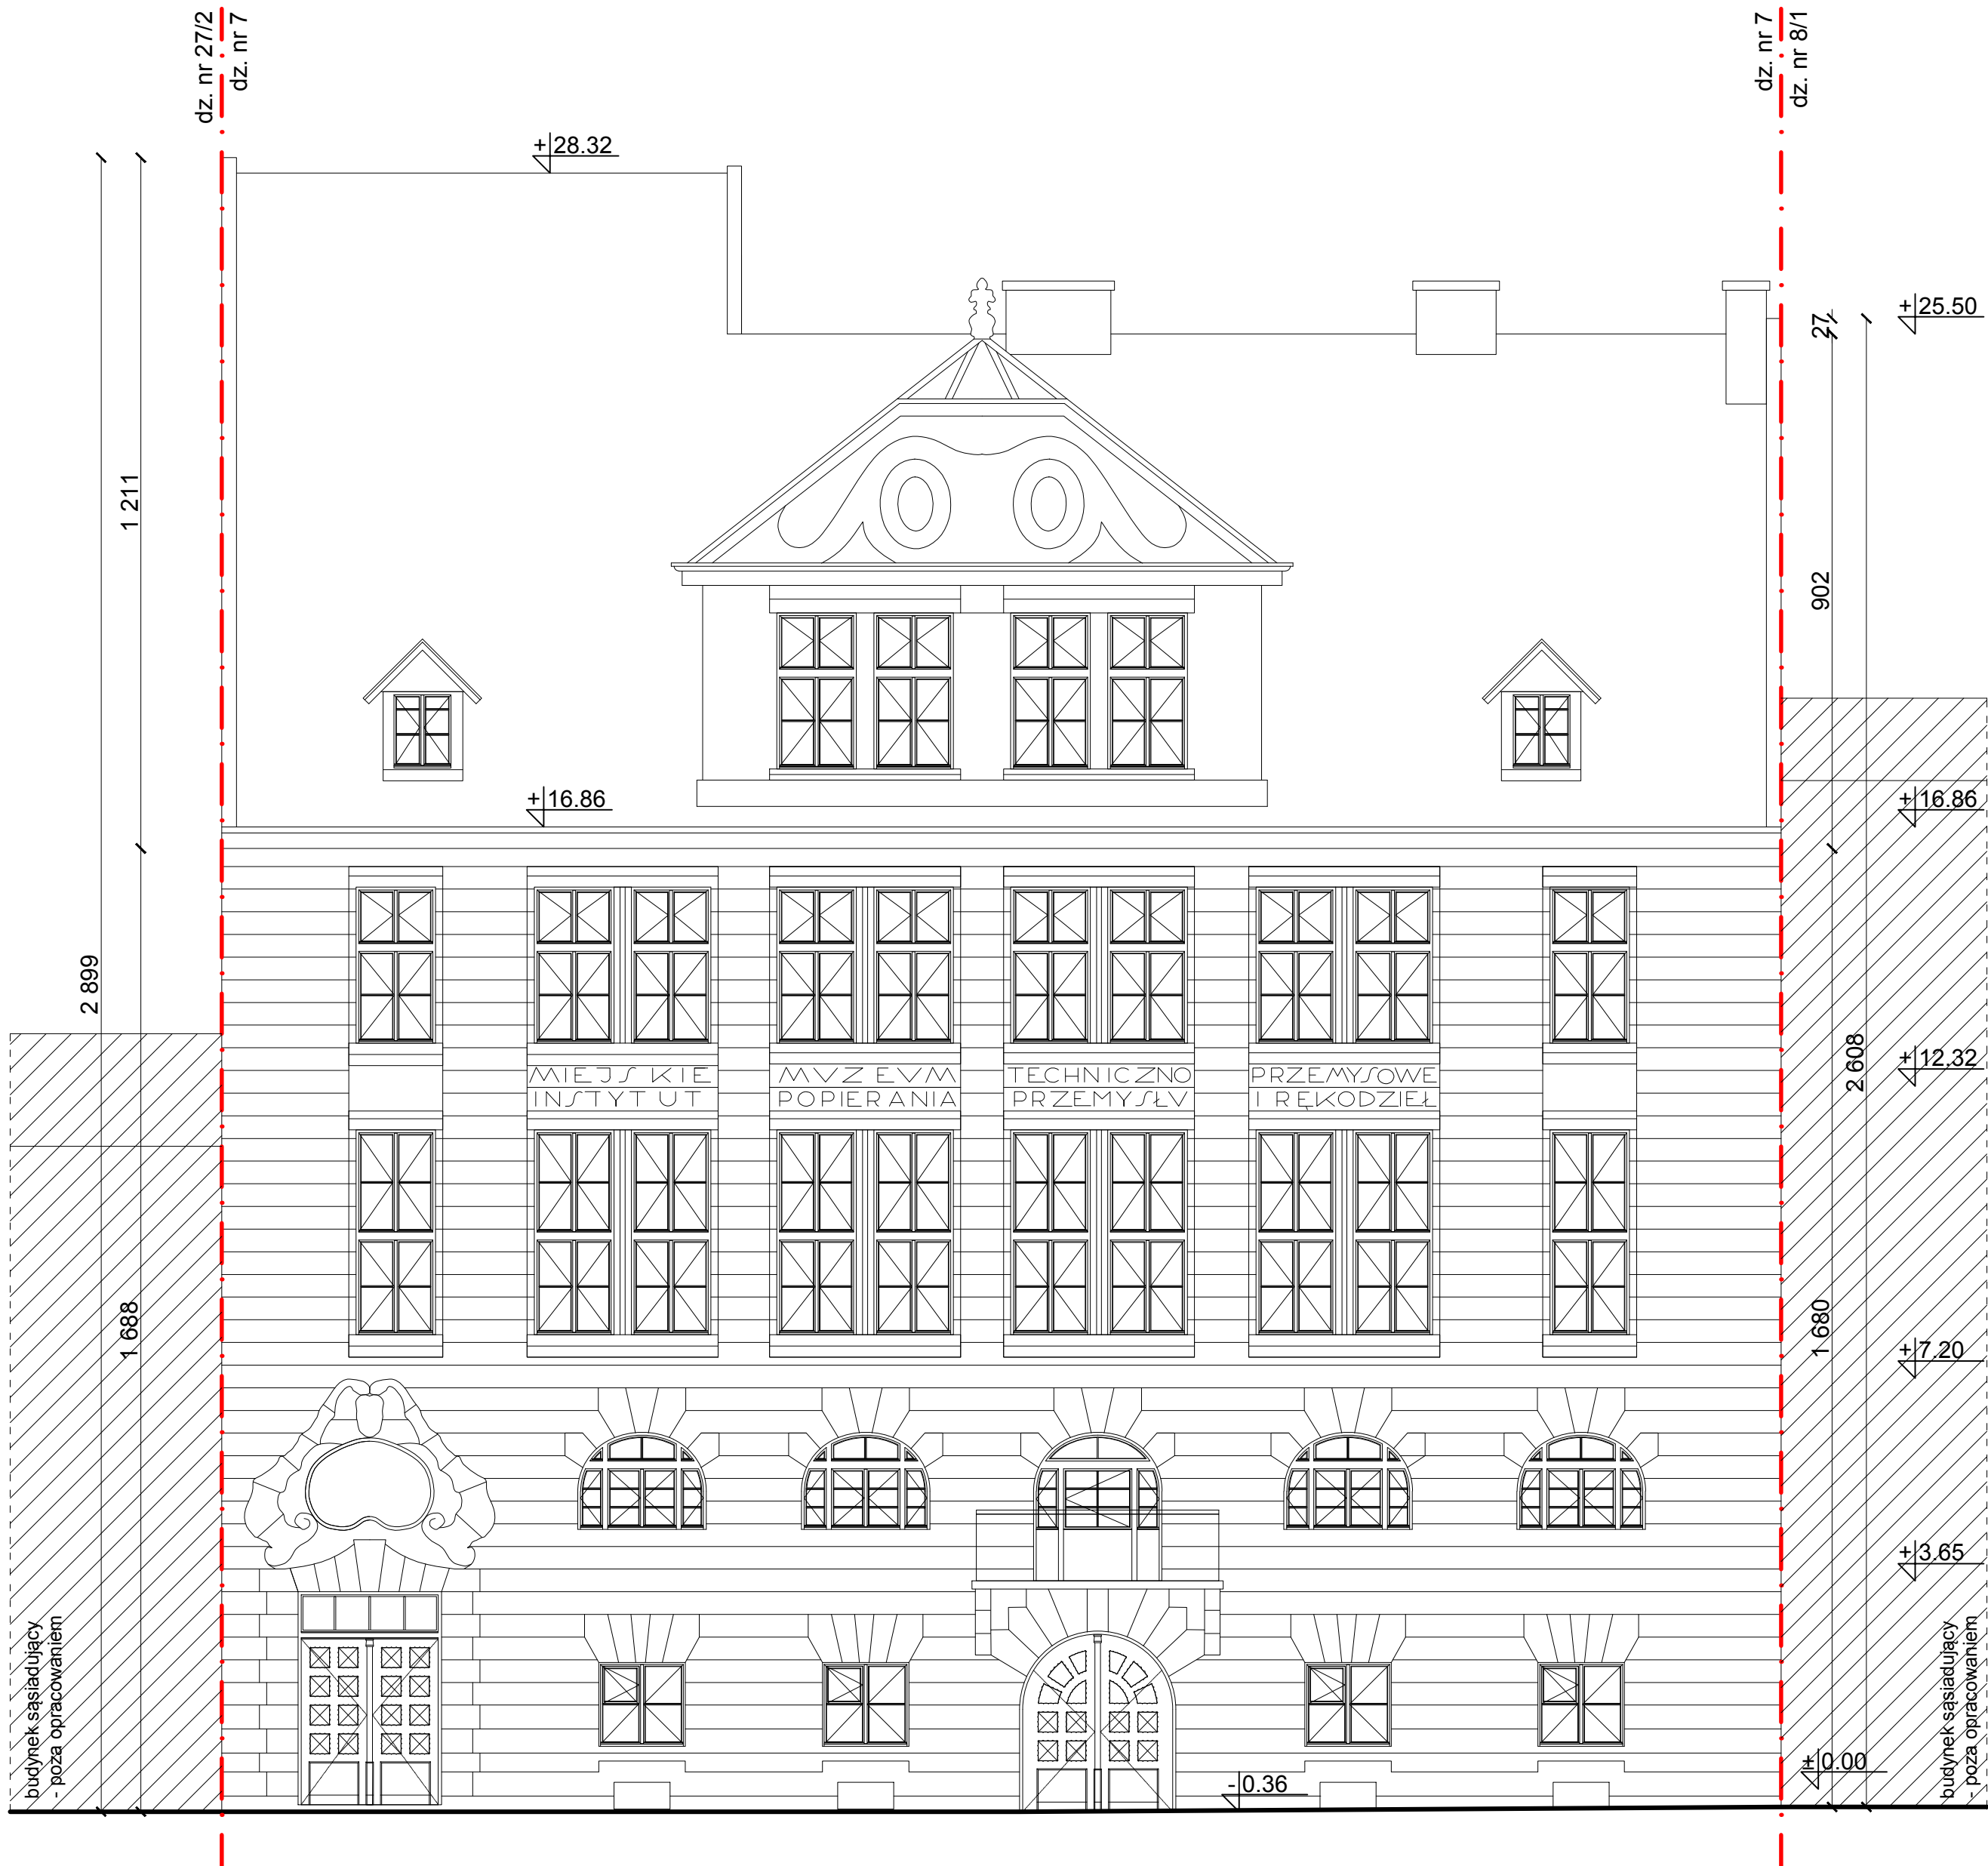 dz. nr 27/2
dz. nr 7
dz. nr 7
dz. nr 8/1
+28.32
+25.50
27
1 211
902
+16.86
+16.86
2 899
2 608
+12.32
MIEJSKIE MVZEVM TECHNICZNO PRZEMYSOWE
INSTYTUT POPIERANIA PRZEMYSŁV I RĘKODZIEŁ
1 688
1 680
+7.20
+3.65
±0.00
-0.36
budynek sąsiadujący
- poza opracowaniem
budynek sąsiadujący
- poza opracowaniem